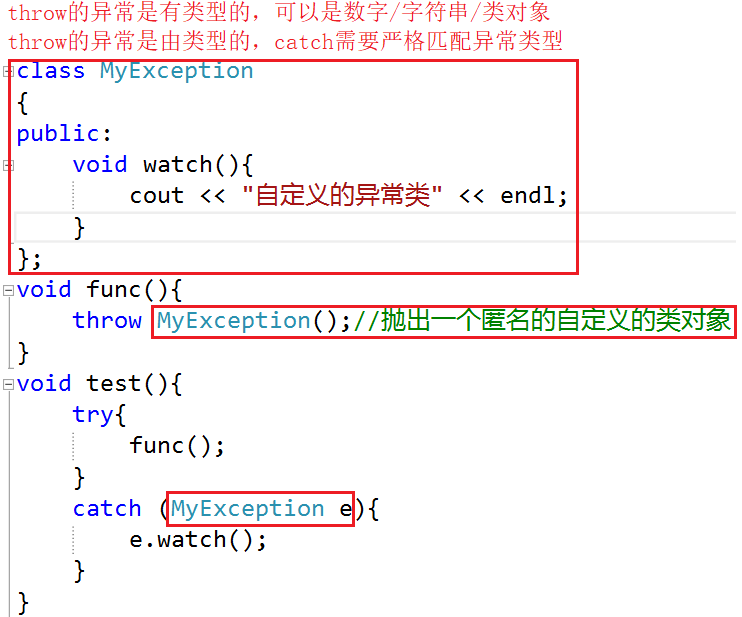 throw的异常是有类型的，可以是数字/字符串/类对象
throw的异常是由类型的，catch需要严格匹配异常类型
class MyException
{
public:
    void watch(){
        cout << "自定义的异常类" << endl;
    }
};
void func(){
    throw MyException();//抛出一个匿名的自定义的类对象
}
void test(){
    try{
        func();
    }
    catch (MyException e){
        e.watch();
    }
}